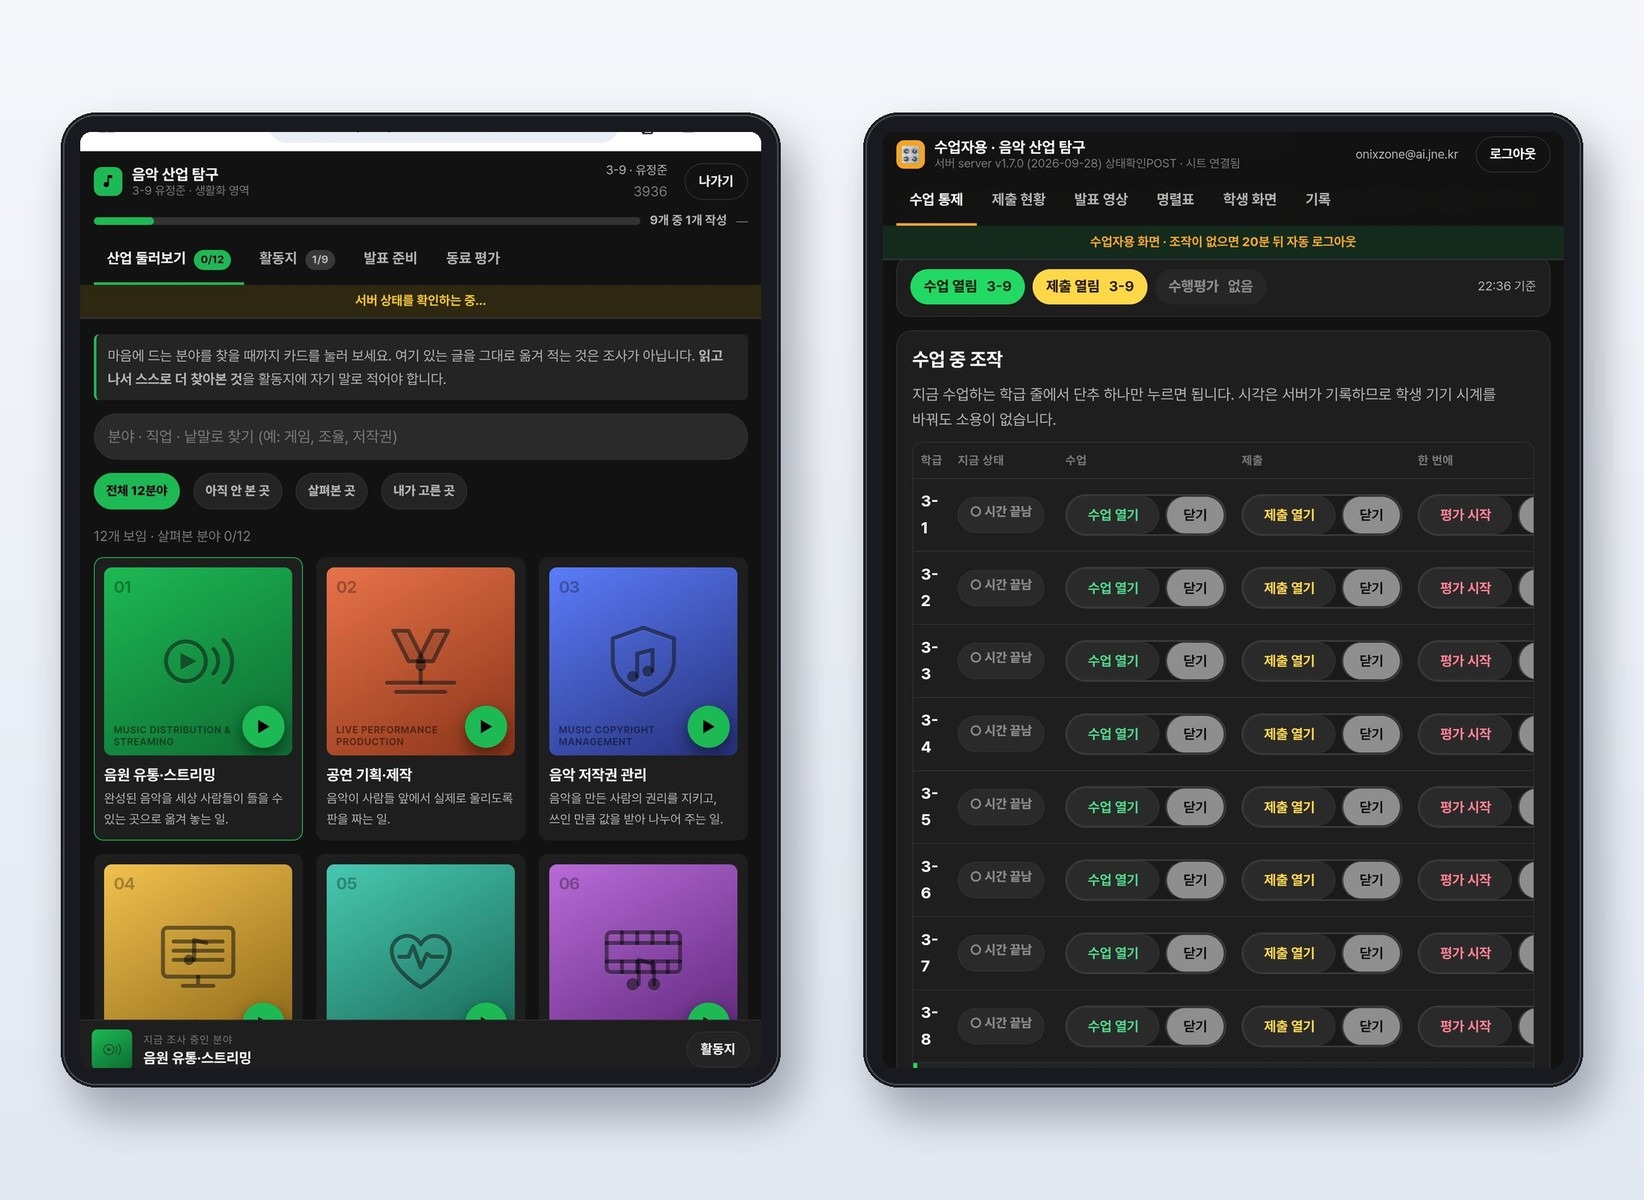 음악 산업 탐구
3-9 유정준 · 생활화 영역
3-9 · 유정준
3936
나가기
9개 중 1개 작성 —
산업 둘러보기 0/12
활동지 1/9
발표 준비
동료 평가
서버 상태를 확인하는 중...
마음에 드는 분야를 찾을 때까지 카드를 눌러 보세요. 여기 있는 글을 그대로 옮겨 적는 것은 조사가 아닙니다. 읽고
나서 스스로 더 찾아본 것을 활동지에 자기 말로 적어야 합니다.
분야 · 직업 · 낱말로 찾기 (예: 게임, 조율, 저작권)
전체 12분야
아직 안 본 곳
살펴본 곳
내가 고른 곳
12개 보임 · 살펴본 분야 0/12
01
MUSIC DISTRIBUTION &
STREAMING
음원 유통·스트리밍
완성된 음악을 세상 사람들이 들을 수
있는 곳으로 옮겨 놓는 일.
02
LIVE PERFORMANCE
PRODUCTION
공연 기획·제작
음악이 사람들 앞에서 실제로 울리도록
판을 짜는 일.
03
MUSIC COPYRIGHT
MANAGEMENT
음악 저작권 관리
음악을 만든 사람의 권리를 지키고,
쓰인 만큼 값을 받아 나누어 주는 일.
04
05
06
지금 조사 중인 분야
음원 유통·스트리밍
활동지
수업자용 · 음악 산업 탐구
서버 server v1.7.0 (2026-09-28) 상태확인POST · 시트 연결됨
onixzone@ai.jne.kr
로그아웃
수업 통제
제출 현황
발표 영상
명렬표
학생 화면
기록
수업자용 화면 · 조작이 없으면 20분 뒤 자동 로그아웃
수업 열림 3-9
제출 열림 3-9
수행평가 없음
22:36 기준
수업 중 조작
지금 수업하는 학급 줄에서 단추 하나만 누르면 됩니다. 시각은 서버가 기록하므로 학생 기기 시계를
바꿔도 소용이 없습니다.
학급 지금 상태 수업 제출 한 번에
3-
1
시간 끝남 수업 열기 닫기 제출 열기 닫기 평가 시작
3-
2
시간 끝남 수업 열기 닫기 제출 열기 닫기 평가 시작
3-
3
시간 끝남 수업 열기 닫기 제출 열기 닫기 평가 시작
3-
4
시간 끝남 수업 열기 닫기 제출 열기 닫기 평가 시작
3-
5
시간 끝남 수업 열기 닫기 제출 열기 닫기 평가 시작
3-
6
시간 끝남 수업 열기 닫기 제출 열기 닫기 평가 시작
3-
7
시간 끝남 수업 열기 닫기 제출 열기 닫기 평가 시작
3-
8
시간 끝남 수업 열기 닫기 제출 열기 닫기 평가 시작